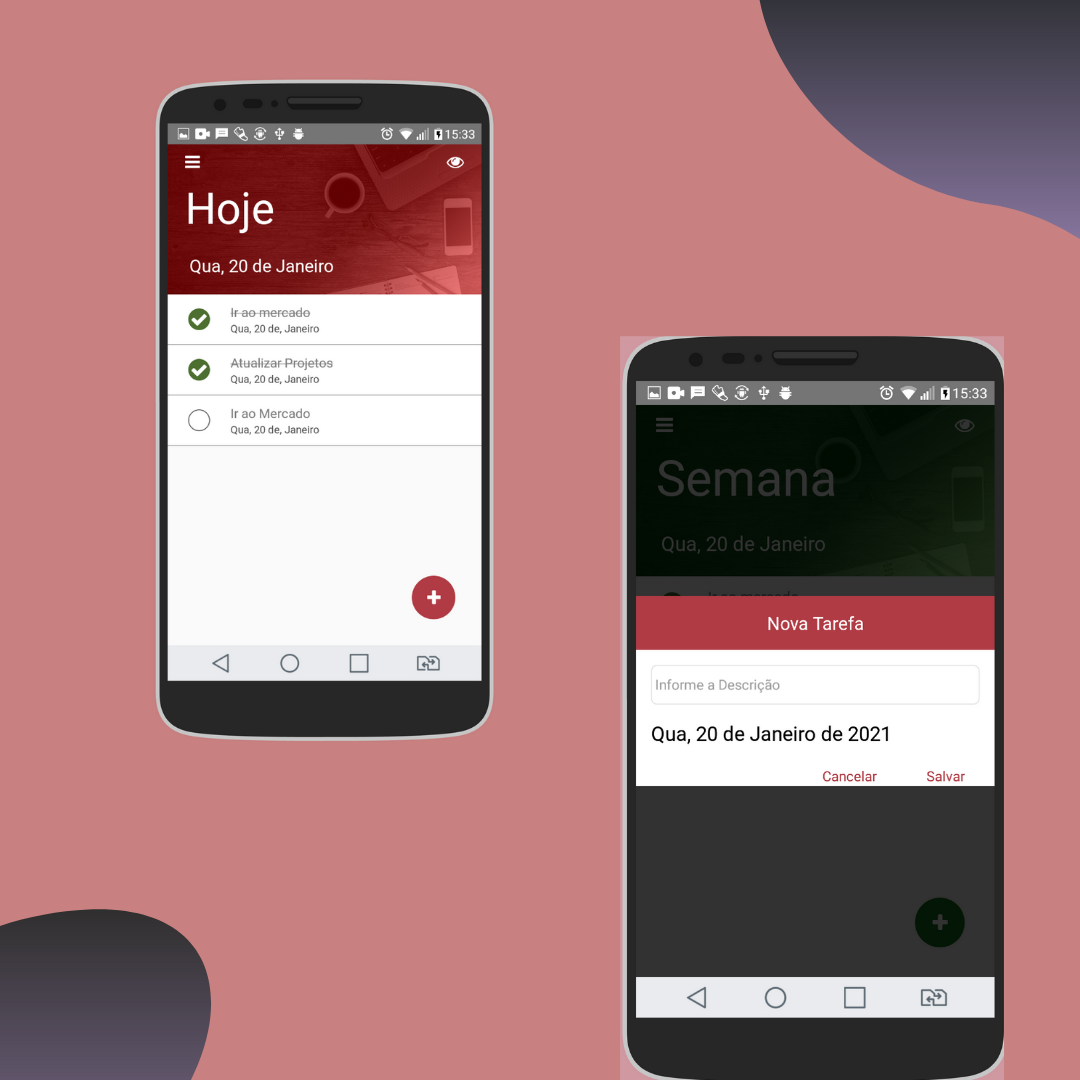 15:33
Hoje
Qua, 20 de Janeiro
Ir ao mercado
Qua, 20 de, Janeiro
Atualizar Projetos
Qua, 20 de, Janeiro
Ir ao Mercado
Qua, 20 de, Janeiro
15:33
Semana
Qua, 20 de Janeiro
Ir ao mercado
Nova Tarefa
Informe a Descrição
Qua, 20 de Janeiro de 2021
Cancelar Salvar